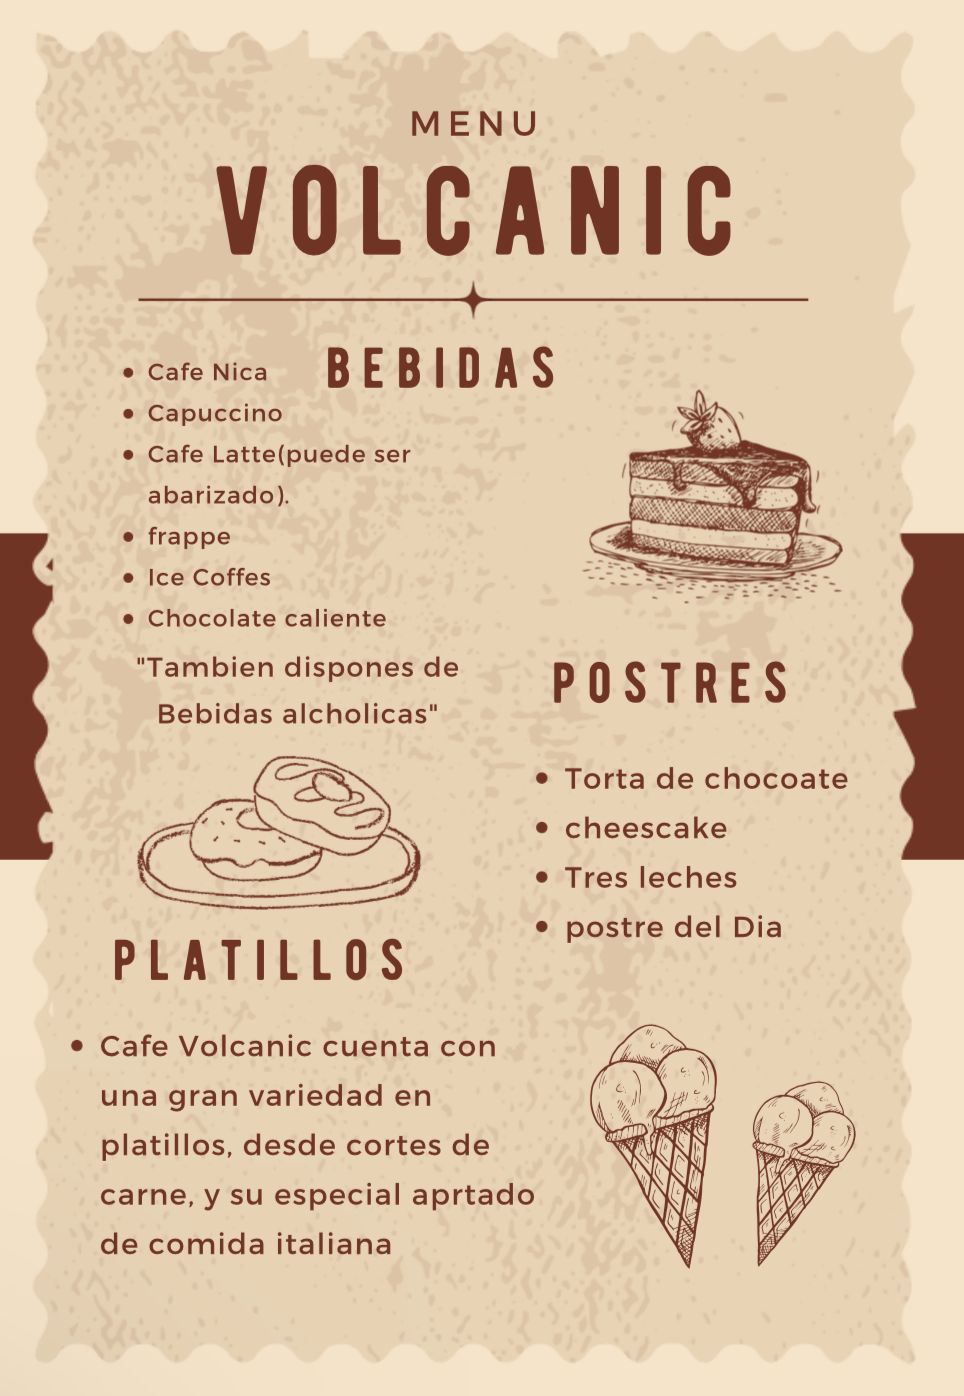 MENU
VOLCANIC
BEBIDAS
• Cafe Nica
• Capuccino
• Cafe Latte(puede ser
abarizado).
• frappe
• Ice Coffes
• Chocolate caliente
"Tambien dispones de
Bebidas alcholicas"
POSTRES
• Torta de chocoate
• cheescake
• Tres leches
• postre del Dia
PLATILLOS
• Cafe Volcanic cuenta con
una gran variedad en
platillos, desde cortes de
carne, y su especial aprtado
de comida italiana